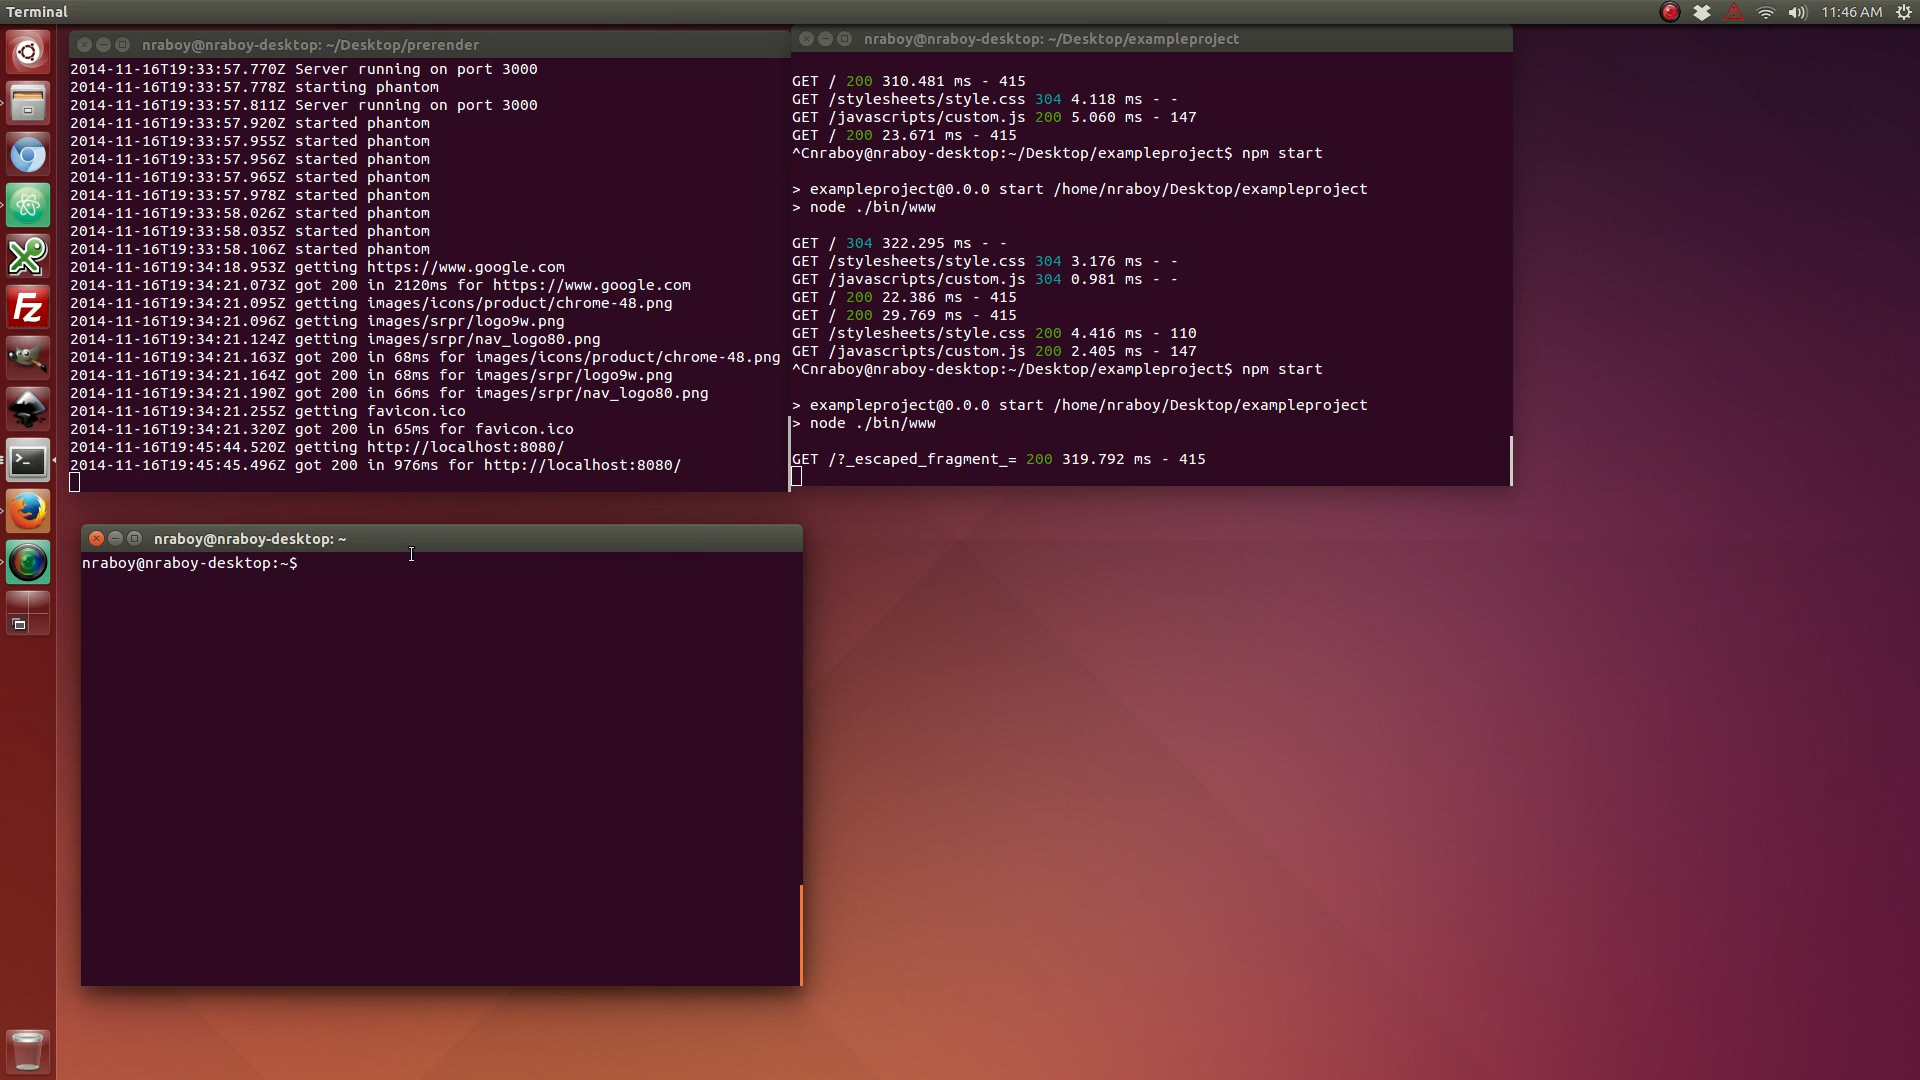 Terminal
11:46 AM
nraboy@nraboy-desktop: ~/Desktop/prerender
2014-11-16T19:33:57.770Z Server running on port 3000
2014-11-16T19:33:57.778Z starting phantom
2014-11-16T19:33:57.811Z Server running on port 3000
2014-11-16T19:33:57.920Z started phantom
2014-11-16T19:33:57.955Z started phantom
2014-11-16T19:33:57.956Z started phantom
2014-11-16T19:33:57.965Z started phantom
2014-11-16T19:33:57.978Z started phantom
2014-11-16T19:33:58.026Z started phantom
2014-11-16T19:33:58.035Z started phantom
2014-11-16T19:33:58.106Z started phantom
2014-11-16T19:34:18.953Z getting https://www.google.com
2014-11-16T19:34:21.073Z got 200 in 2120ms for https://www.google.com
2014-11-16T19:34:21.095Z getting images/icons/product/chrome-48.png
2014-11-16T19:34:21.096Z getting images/srpr/logo9w.png
2014-11-16T19:34:21.124Z getting images/srpr/nav_logo80.png
2014-11-16T19:34:21.163Z got 200 in 68ms for images/icons/product/chrome-48.png
2014-11-16T19:34:21.164Z got 200 in 68ms for images/srpr/logo9w.png
2014-11-16T19:34:21.190Z got 200 in 66ms for images/srpr/nav_logo80.png
2014-11-16T19:34:21.255Z getting favicon.ico
2014-11-16T19:34:21.320Z got 200 in 65ms for favicon.ico
2014-11-16T19:45:44.520Z getting http://localhost:8080/
2014-11-16T19:45:45.496Z got 200 in 976ms for http://localhost:8080/
nraboy@nraboy-desktop: ~/Desktop/exampleproject
GET / 200 310.481 ms - 415
GET /stylesheets/style.css 304 4.118 ms - -
GET /javascripts/custom.js 200 5.060 ms - 147
GET / 200 23.671 ms - 415
^Cnraboy@nraboy-desktop:~/Desktop/exampleproject$ npm start
> exampleproject@0.0.0 start /home/nraboy/Desktop/exampleproject
> node ./bin/www
GET / 304 322.295 ms - -
GET /stylesheets/style.css 304 3.176 ms - -
GET /javascripts/custom.js 304 0.981 ms - -
GET / 200 22.386 ms - 415
GET / 200 29.769 ms - 415
GET /stylesheets/style.css 200 4.416 ms - 110
GET /javascripts/custom.js 200 2.405 ms - 147
^Cnraboy@nraboy-desktop:~/Desktop/exampleproject$ npm start
> exampleproject@0.0.0 start /home/nraboy/Desktop/exampleproject
> node ./bin/www
GET /?_escaped_fragment_= 200 319.792 ms - 415
nraboy@nraboy-desktop: ~
nraboy@nraboy-desktop:~$
Fz